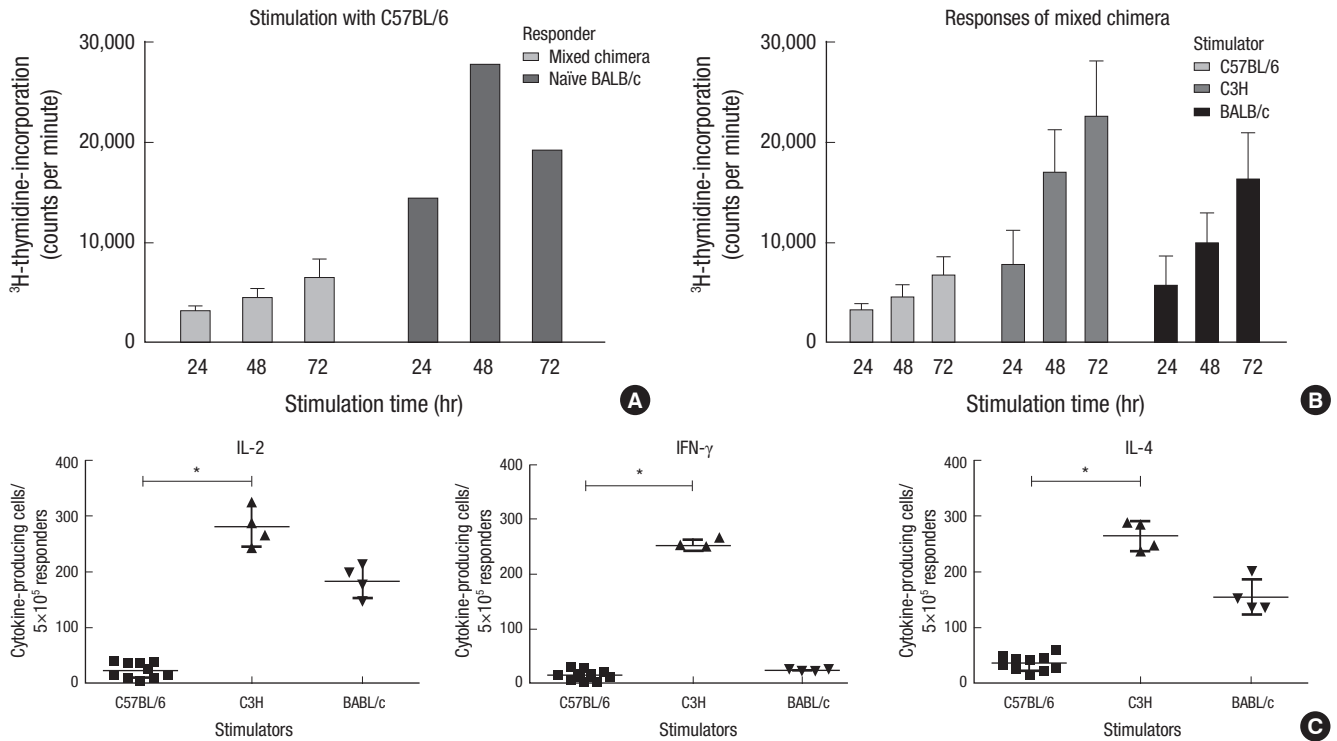 Stimulation with C57BL/6
30,000
20,000
10,000
0
³H-thymidine-incorporation
(counts per minute)
Responder
Mixed chimera
Naïve BALB/c
24 48 72 24 48 72
Stimulation time (hr)
A
Responses of mixed chimera
30,000
20,000
10,000
0
³H-thymidine-incorporation
(counts per minute)
Stimulator
C57BL/6
C3H
BALB/c
24 48 72 24 48 72 24 48 72
Stimulation time (hr)
B
IL-2
400
300
200
100
0
Cytokine-producing cells/
5×10⁵ responders
*
C57BL/6 C3H BABL/c
Stimulators
IFN-γ
400
300
200
100
0
Cytokine-producing cells/
5×10⁵ responders
*
C57BL/6 C3H BABL/c
Stimulators
IL-4
400
300
200
100
0
Cytokine-producing cells/
5×10⁵ responders
*
C57BL/6 C3H BABL/c
Stimulators
C